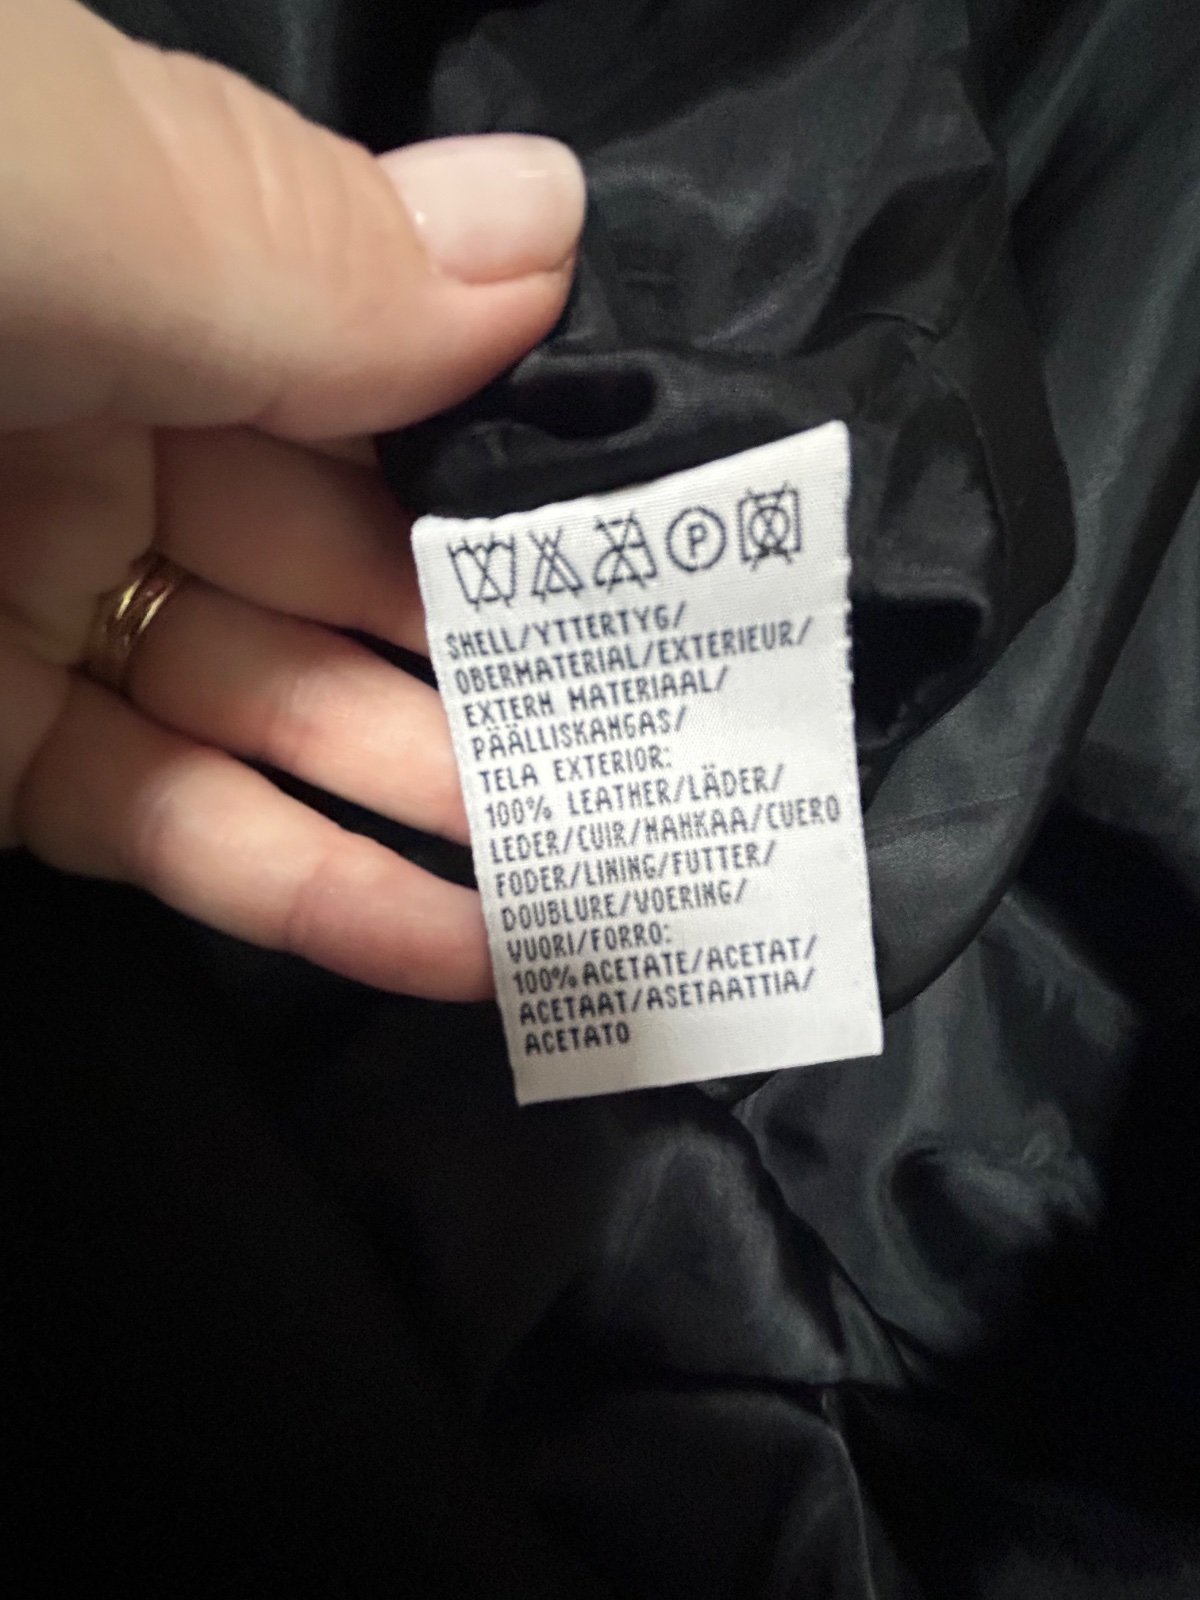 P
SHELL/YTTERTYG/
OBERMATERIAL/EXTERIEUR/
EXTERN MATERIAAL/
PÄÄLLISKANGAS/
TELA EXTERIOR:
100% LEATHER/LÄDER/
LEDER/CUIR/NAHKAA/CUERO
FODER/LINING/FUTTER/
DOUBLURE/VOERING/
VUORI/FORRO:
100% ACETATE/ACETAT/
ACETAAT/ASETAATTIA/
ACETATO